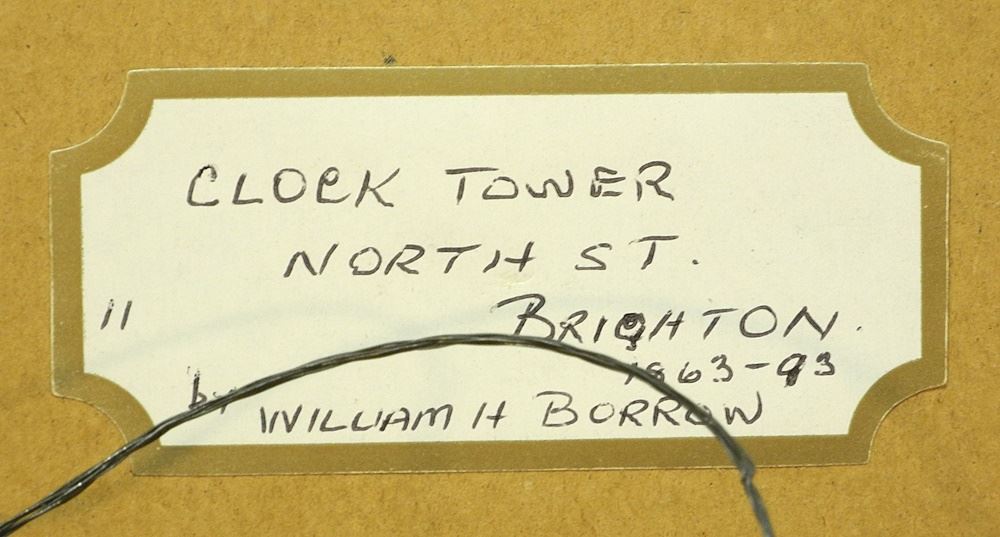 CLOCK TOWER
NORTH ST.
11
BRIGHTON.
1863-93
by WILLIAM H BORROW